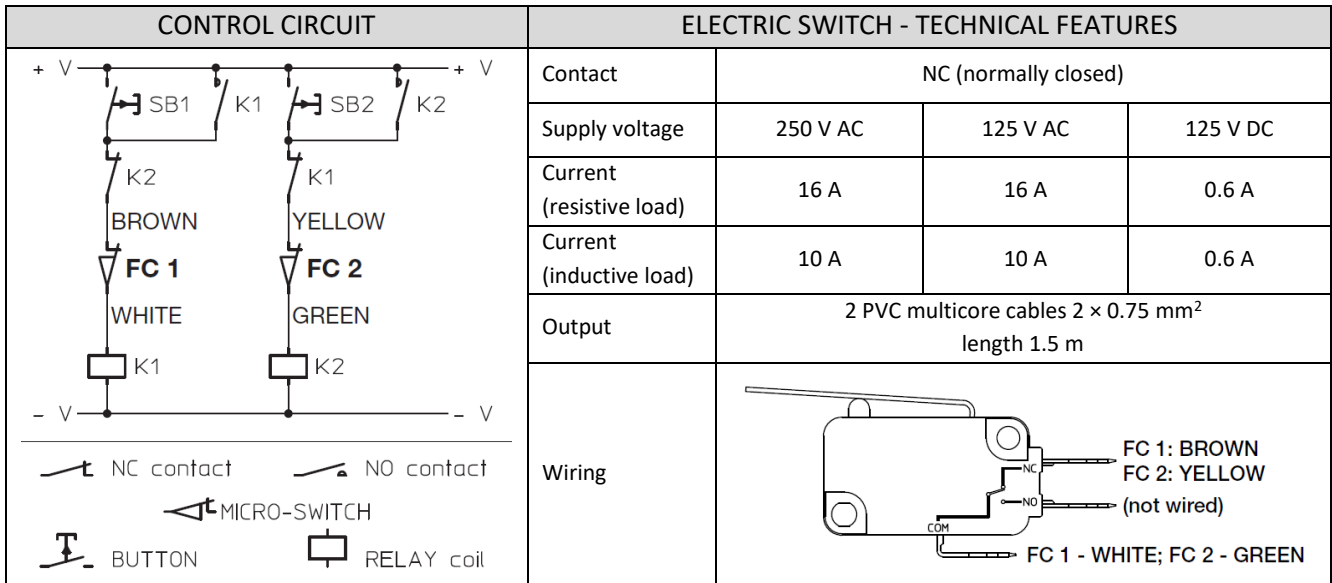 CONTROL CIRCUIT
+ V
+ V
SB1
K1
SB2
K2
K2
K1
BROWN
YELLOW
FC 1
FC 2
WHITE
GREEN
K1
K2
– V
– V
NC contact
NO contact
MICRO-SWITCH
BUTTON
RELAY coil
ELECTRIC SWITCH - TECHNICAL FEATURES
Contact
NC (normally closed)
Supply voltage
250 V AC
125 V AC
125 V DC
Current
(resistive load)
16 A
16 A
0.6 A
Current
(inductive load)
10 A
10 A
0.6 A
Output
2 PVC multicore cables 2 × 0.75 mm²
length 1.5 m
Wiring
FC 1: BROWN
FC 2: YELLOW
NC
NO
(not wired)
COM
FC 1 - WHITE; FC 2 - GREEN